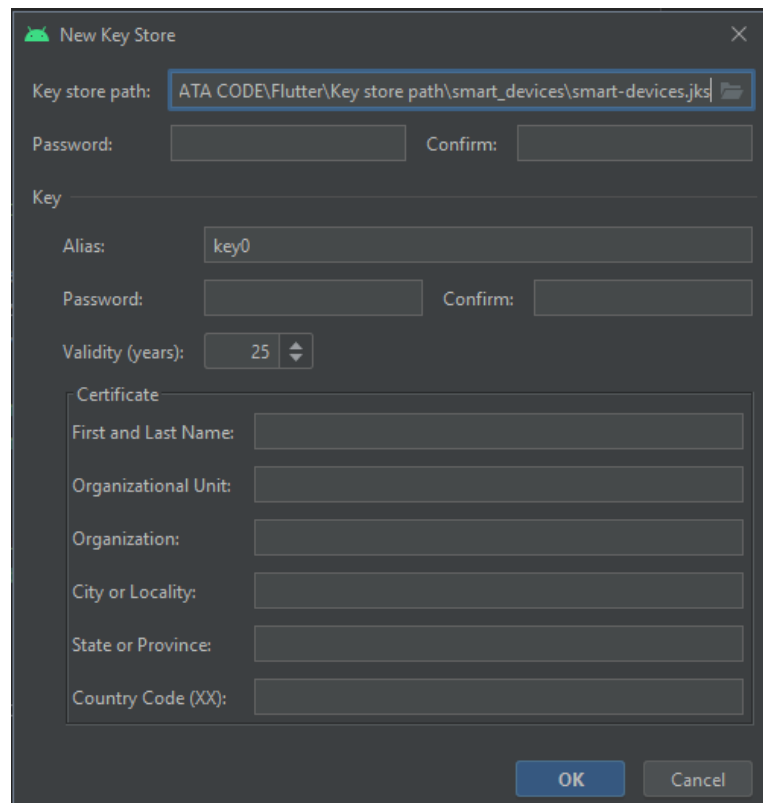 New Key Store
Key store path: ATA CODE\Flutter\Key store path\smart_devices\smart-devices.jks
Password: Confirm:
Key
Alias: key0
Password: Confirm:
Validity (years): 25
Certificate
First and Last Name:
Organizational Unit:
Organization:
City or Locality:
State or Province:
Country Code (XX):
OK Cancel